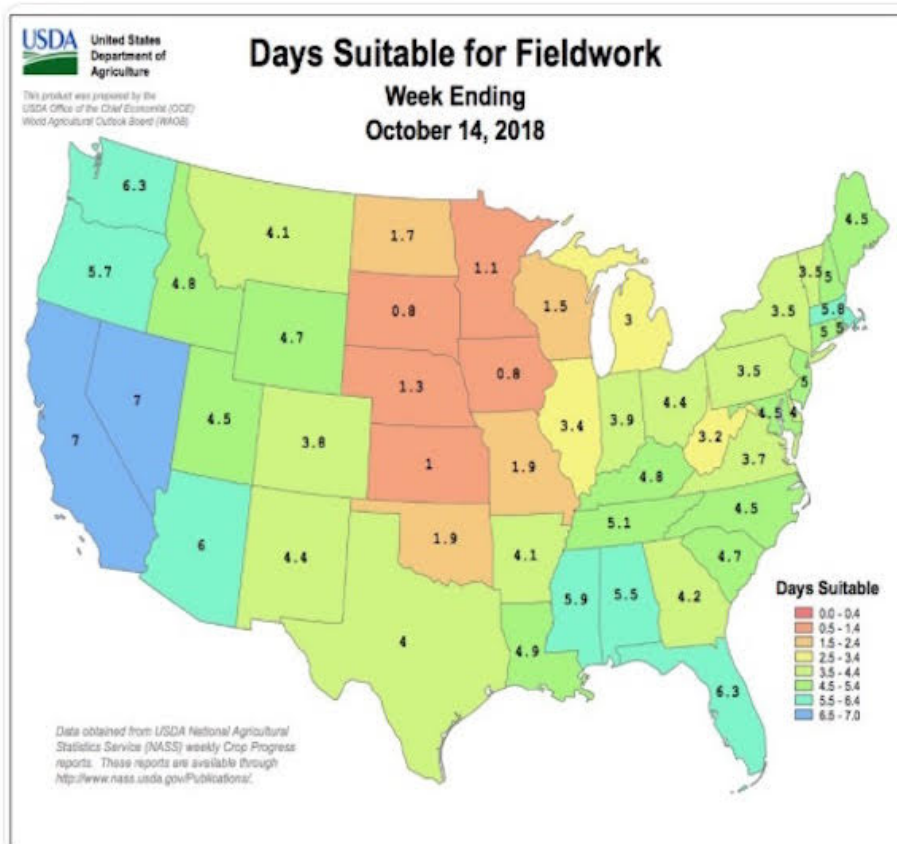 USDA
United States
Department of
Agriculture
This product was prepared by the
USDA Office of the Chief Economist (OCE)
World Agricultural Outlook Board (WAOB)
Days Suitable for Fieldwork
Week Ending
October 14, 2018
6.3
4.1
1.7
1.1
4.5
5.7
4.8
0.8
1.5
3
3.5
5
3.5
5.8
5
5
4.7
1.3
0.8
3.5
5
7
7
4.5
3.8
1
1.9
3.4
3.9
4.4
3.2
4.5
4
3.7
4.8
6
4.4
1.9
4.1
5.1
4.5
4.7
4
4.9
5.9
5.5
4.2
6.3
Days Suitable
0.0 - 0.4
0.5 - 1.4
1.5 - 2.4
2.5 - 3.4
3.5 - 4.4
4.5 - 5.4
5.5 - 6.4
6.5 - 7.0
Data obtained from USDA National Agricultural
Statistics Service (NASS) weekly Crop Progress
reports. These reports are available through
http://www.nass.usda.gov/Publications/.